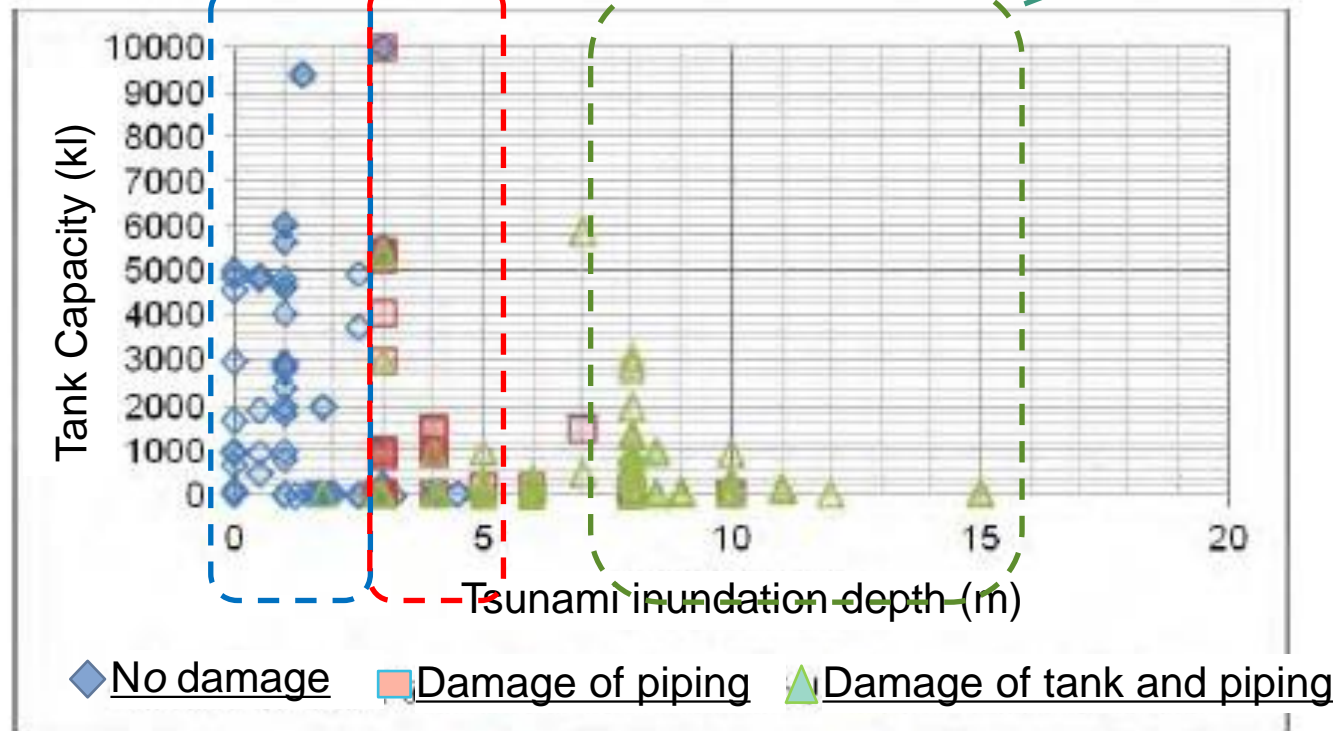 10000
9000
8000
7000
6000
5000
4000
3000
2000
1000
0
Tank Capacity (kl)
0 5 10 15 20
Tsunami inundation depth (m)
No damage Damage of piping Damage of tank and piping